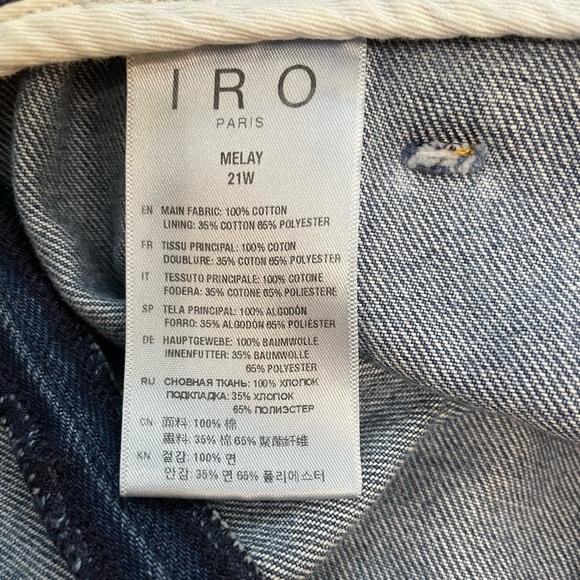 IRO
PARIS
MELAY
21W
EN MAIN FABRIC: 100% COTTON
LINING: 35% COTTON 65% POLYESTER
FR TISSU PRINCIPAL: 100% COTON
DOUBLURE: 35% COTON 65% POLYESTER
IT TESSUTO PRINCIPALE: 100% COTONE
FODERA: 35% COTONE 65% POLIESTERE
SP TELA PRINCIPAL: 100% ALGODÓN
FORRO: 35% ALGODÓN 65% POLIÉSTER
DE HAUPTGEWEBE: 100% BAUMWOLLE
INNENFUTTER: 35% BAUMWOLLE
65% POLYESTER
RU СНОВНАЯ ТКАНЬ: 100% ХЛОПОК
ПОДКЛАДКА: 35% ХЛОПОК
65% ПОЛИЭСТЕР
CN 面料: 100% 棉
里料: 35% 棉 65% 聚酯纤维
KN 겉감: 100% 면
안감: 35% 면 65% 폴리에스터